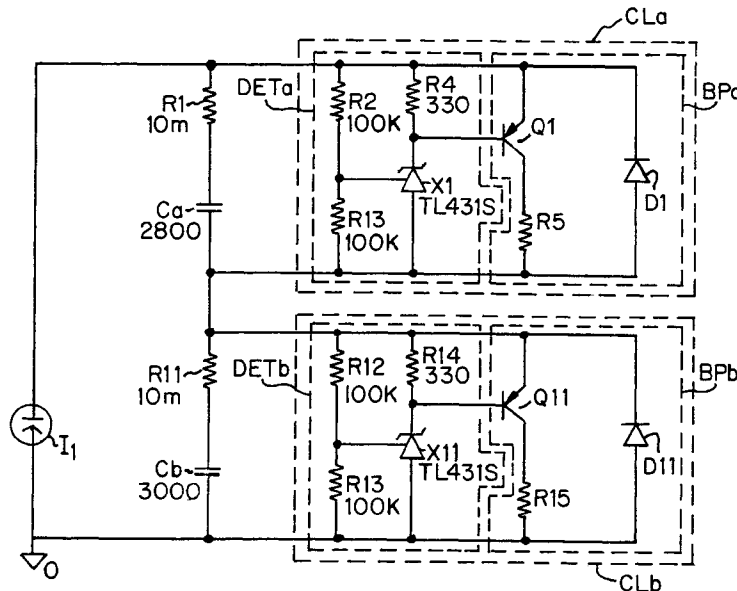 CLa
DETa
R4
330
BPa
R1
10m
R2
100K
Q1
X1
TL431S
D1
Ca
2800
R13
100K
R5
R11
10m
DETb
R12
100K
R14
330
BPb
Q11
I1
X11
TL431S
D11
Cb
3000
R13
100K
R15
0
CLb